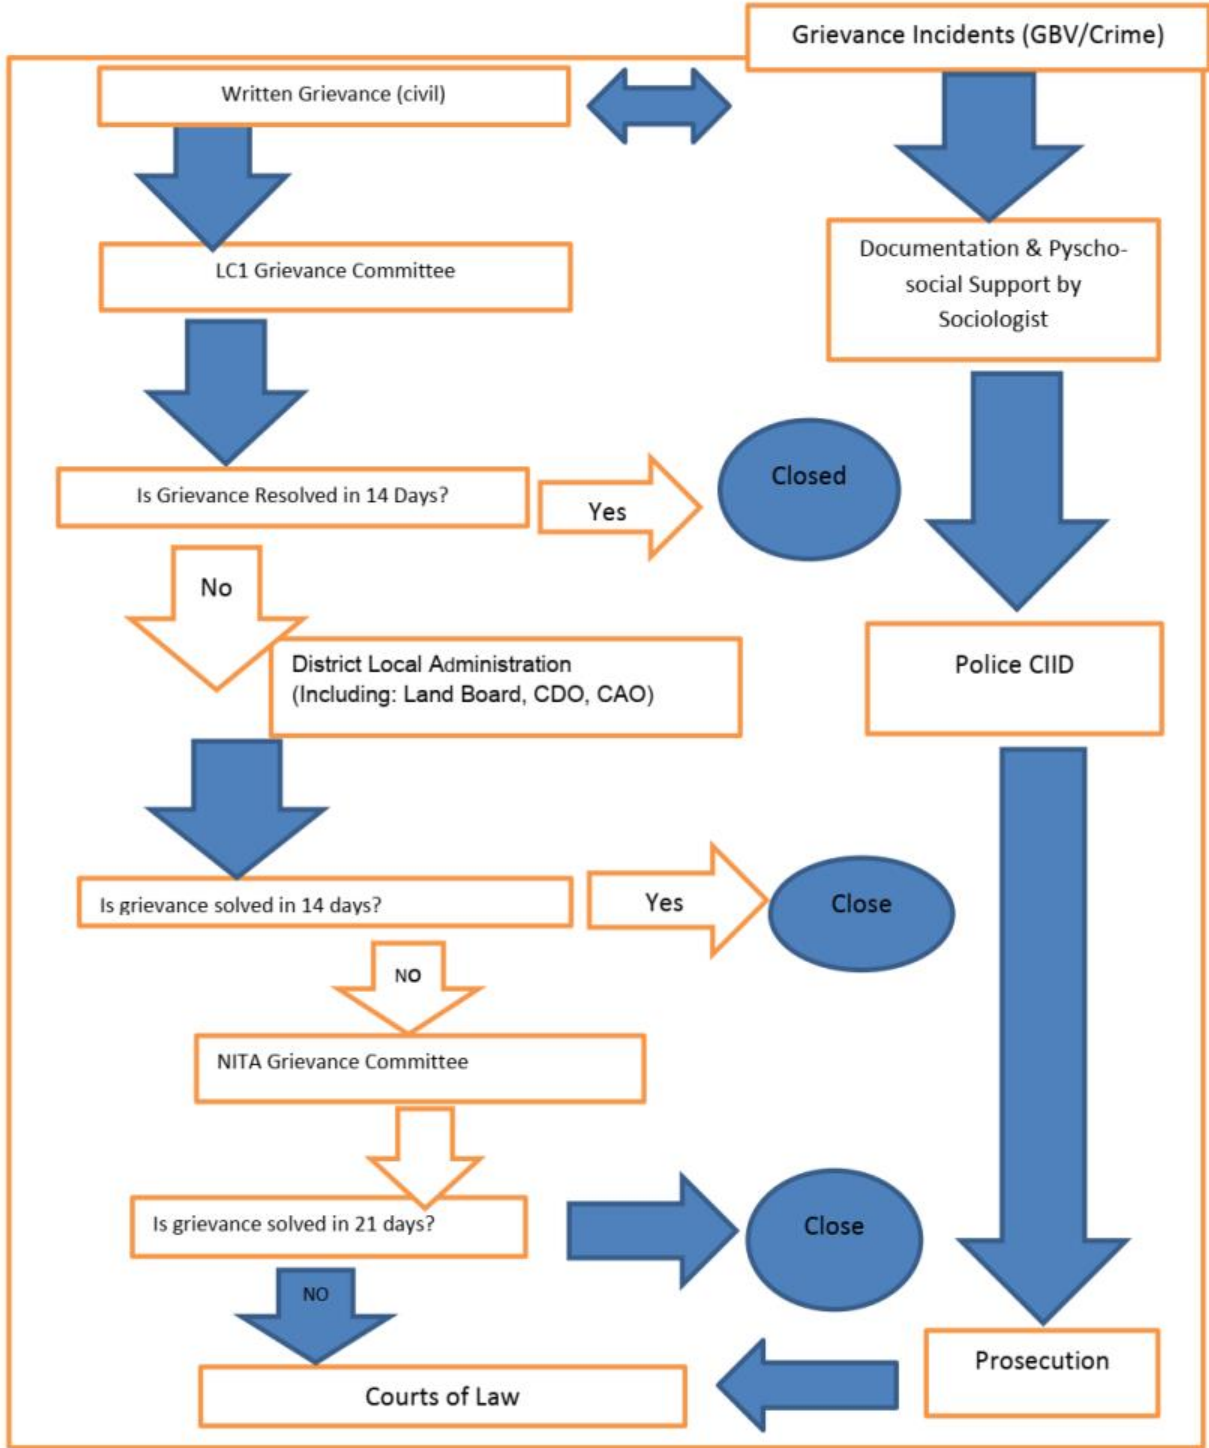 Grievance Incidents (GBV/Crime)
Written Grievance (civil)
LC1 Grievance Committee
Documentation & Pyscho-
social Support by
Sociologist
Is Grievance Resolved in 14 Days?
Yes
Closed
No
District Local Administration
(Including: Land Board, CDO, CAO)
Police CIID
Is grievance solved in 14 days?
Yes
Close
NO
NITA Grievance Committee
Is grievance solved in 21 days?
Close
NO
Prosecution
Courts of Law